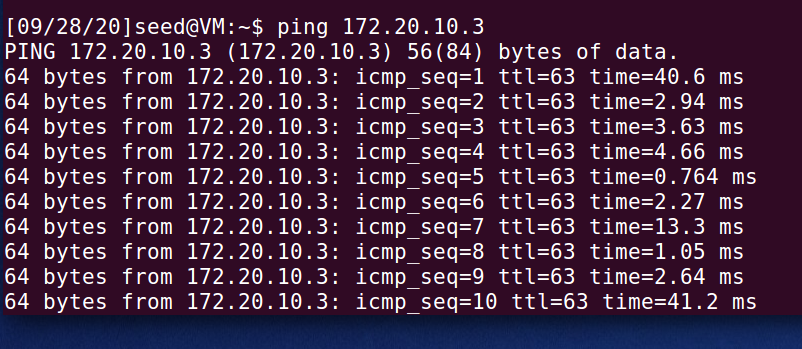 [09/28/20]seed@VM:~$ ping 172.20.10.3
PING 172.20.10.3 (172.20.10.3) 56(84) bytes of data.
64 bytes from 172.20.10.3: icmp_seq=1 ttl=63 time=40.6 ms
64 bytes from 172.20.10.3: icmp_seq=2 ttl=63 time=2.94 ms
64 bytes from 172.20.10.3: icmp_seq=3 ttl=63 time=3.63 ms
64 bytes from 172.20.10.3: icmp_seq=4 ttl=63 time=4.66 ms
64 bytes from 172.20.10.3: icmp_seq=5 ttl=63 time=0.764 ms
64 bytes from 172.20.10.3: icmp_seq=6 ttl=63 time=2.27 ms
64 bytes from 172.20.10.3: icmp_seq=7 ttl=63 time=13.3 ms
64 bytes from 172.20.10.3: icmp_seq=8 ttl=63 time=1.05 ms
64 bytes from 172.20.10.3: icmp_seq=9 ttl=63 time=2.64 ms
64 bytes from 172.20.10.3: icmp_seq=10 ttl=63 time=41.2 ms